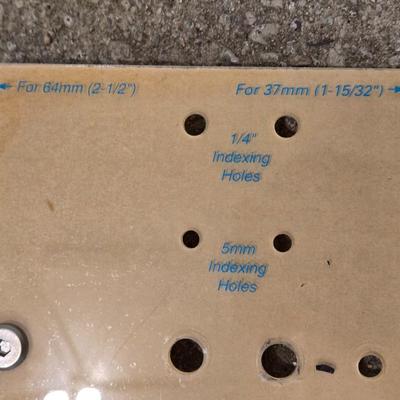 ← For 64mm (2-1/2") For 37mm (1-15/32") →
1/4"
Indexing
Holes
5mm
Indexing
Holes